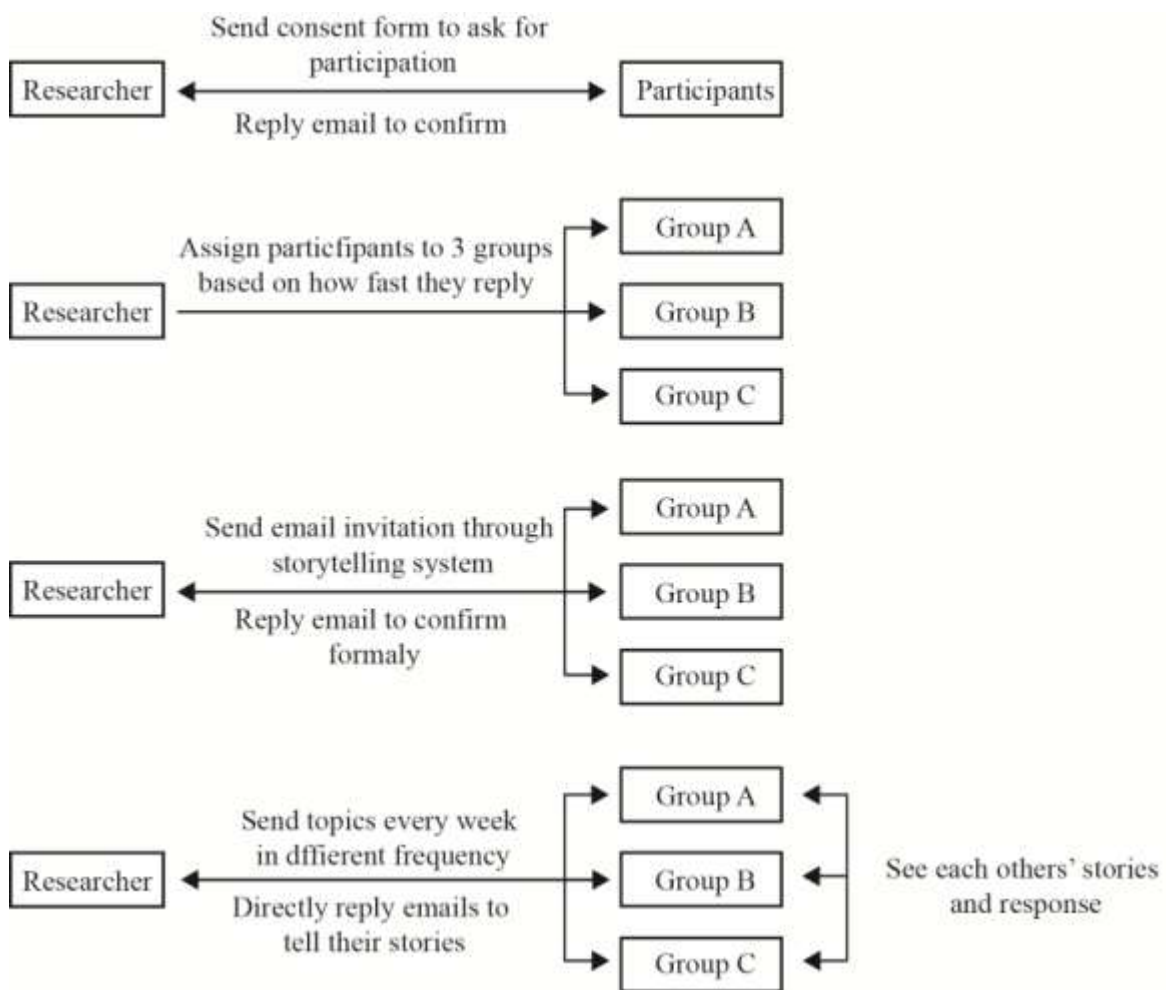 Send consent form to ask for
participation
Researcher
Participants
Reply email to confirm
Group A
Assign particfipants to 3 groups
based on how fast they reply
Researcher
Group B
Group C
Group A
Send email invitation through
storytelling system
Researcher
Group B
Reply email to confirm
formaly
Group C
Group A
Send topics every week
in dffierent frequency
Researcher
Group B
See each others' stories
and response
Directly reply emails to
tell their stories
Group C